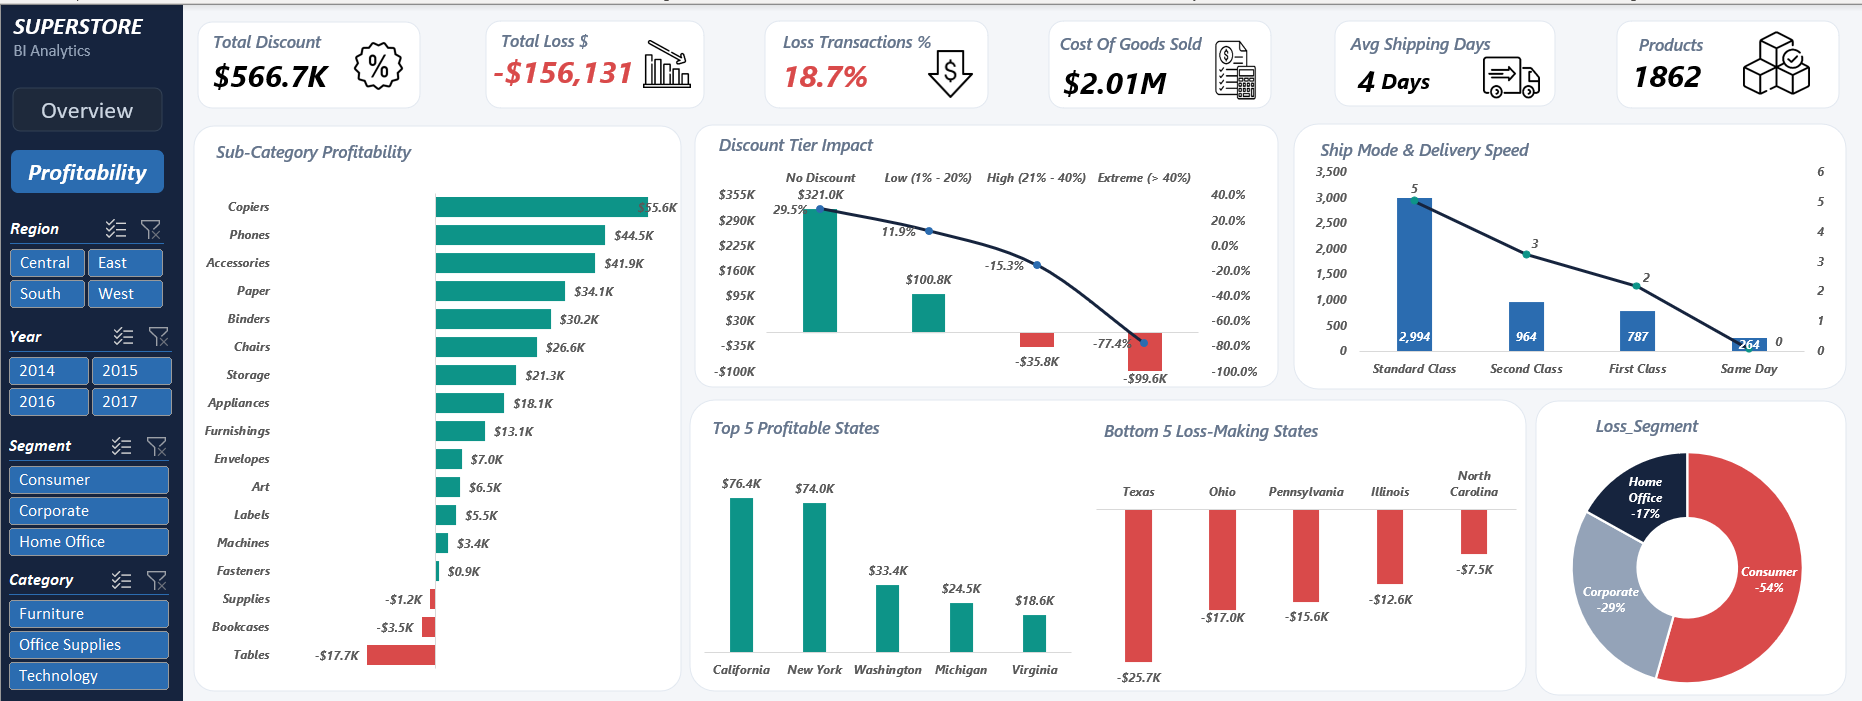 SUPERSTORE
BI Analytics
Overview
Profitability
Region
Central
East
South
West
Year
2014
2015
2016
2017
Segment
Consumer
Corporate
Home Office
Category
Furniture
Office Supplies
Technology
Total Discount
$566.7K
Total Loss $
-$156,131
Loss Transactions %
18.7%
Cost Of Goods Sold
$2.01M
Avg Shipping Days
4 Days
Products
1862
Sub-Category Profitability
Copiers $55.6K
Phones $44.5K
Accessories $41.9K
Paper $34.1K
Binders $30.2K
Chairs $26.6K
Storage $21.3K
Appliances $18.1K
Furnishings $13.1K
Envelopes $7.0K
Art $6.5K
Labels $5.5K
Machines $3.4K
Fasteners $0.9K
Supplies -$1.2K
Bookcases -$3.5K
Tables -$17.7K
Discount Tier Impact
No Discount Low (1% - 20%) High (21% - 40%) Extreme (> 40%)
$355K $321.0K 40.0%
29.5%
$290K 20.0%
11.9%
$225K 0.0%
-15.3%
$160K -20.0%
$100.8K
$95K -40.0%
$30K -60.0%
-$35K -77.4% -80.0%
-$35.8K
-$100K -$99.6K -100.0%
Ship Mode & Delivery Speed
3,500 6
3,000 5 5
2,500 4
3
2,000 3
2
1,500 2
1,000 1
500
2,994 964 787 264 0
0 0
Standard Class Second Class First Class Same Day
Top 5 Profitable States
$76.4K $74.0K $33.4K $24.5K $18.6K
California New York Washington Michigan Virginia
Bottom 5 Loss-Making States
Texas Ohio Pennsylvania Illinois North
Carolina
-$25.7K -$17.0K -$15.6K -$12.6K -$7.5K
Loss_Segment
Home
Office
-17%
Consumer
-54%
Corporate
-29%